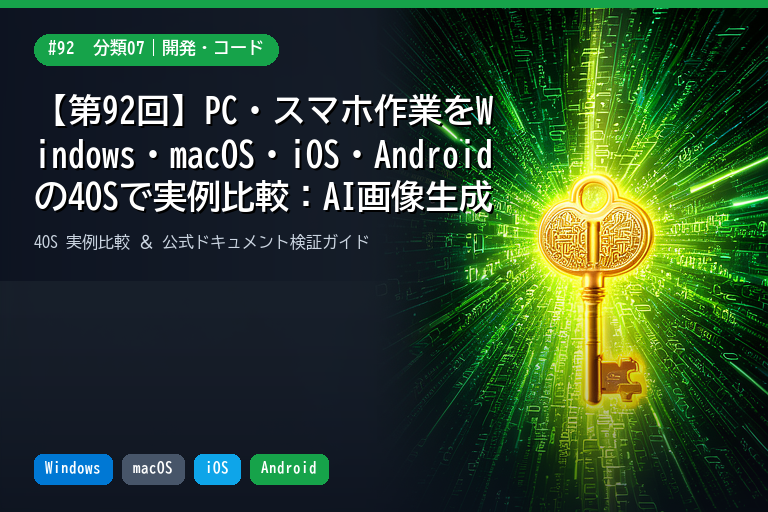 #92 分類07｜開発・コード
【第92回】PC・スマホ作業をW
indows・macOS・iOS・Android
の4OSで実例比較：AI画像生成
4OS 実例比較 & 公式ドキュメント検証ガイド
Windows macOS iOS Android